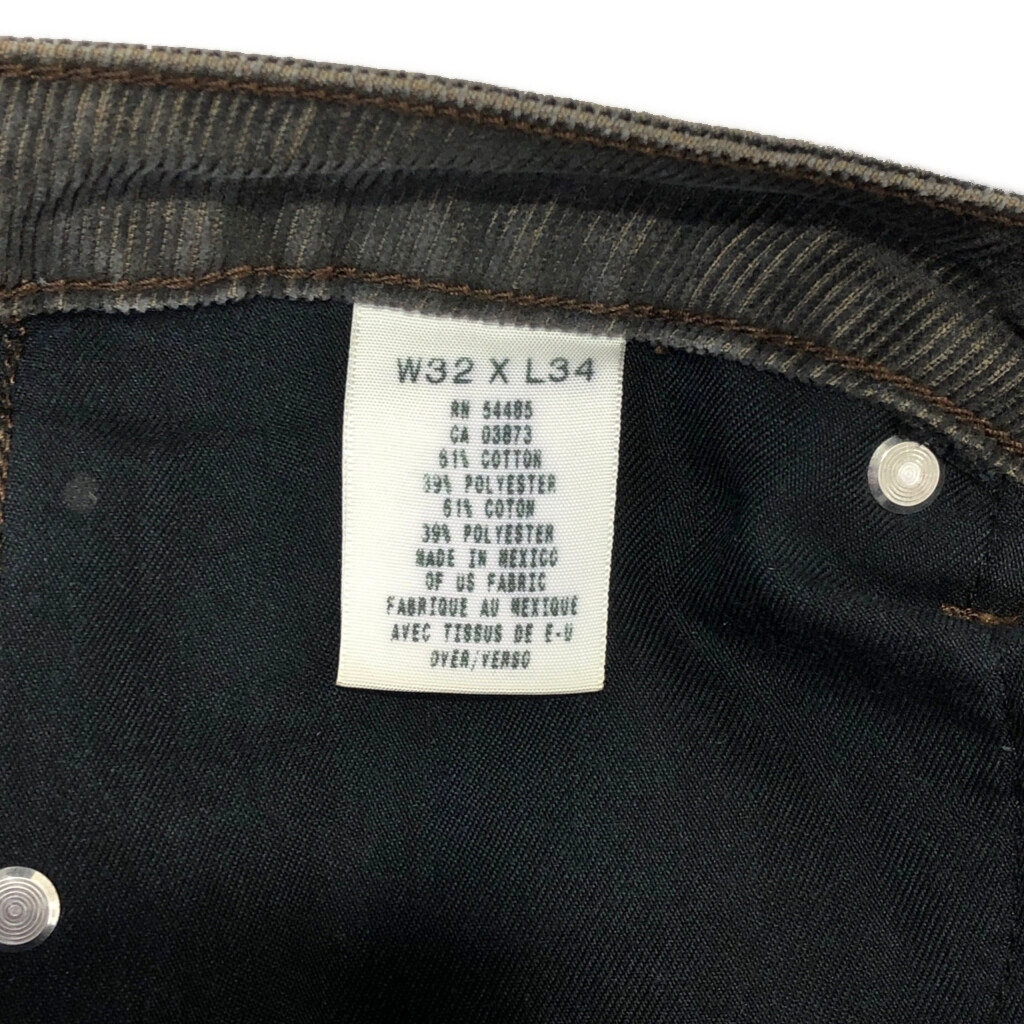 W32 X L34
RN 54485
CA 03873
61% COTTON
39% POLYESTER
61% COTON
39% POLYESTER
MADE IN MEXICO
OF US FABRIC
FABRIQUE AU MEXIQUE
AVEC TISSUS DE E-U
OVER/VERSO